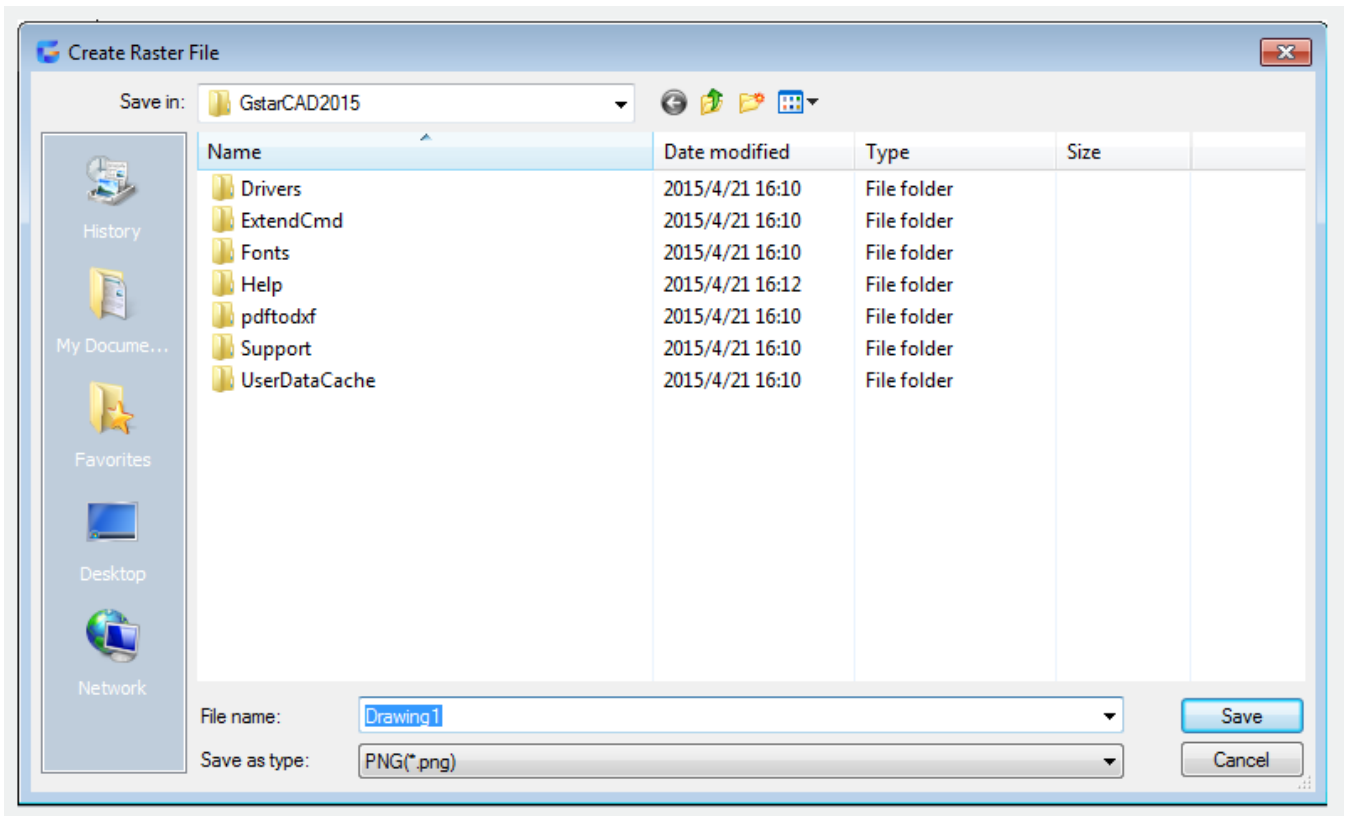 Create Raster File
Save in: GstarCAD2015
Name Date modified Type Size
Drivers 2015/4/21 16:10 File folder
ExtendCmd 2015/4/21 16:10 File folder
Fonts 2015/4/21 16:10 File folder
Help 2015/4/21 16:12 File folder
pdftodxf 2015/4/21 16:10 File folder
Support 2015/4/21 16:10 File folder
UserDataCache 2015/4/21 16:10 File folder
History
My Docume...
Favorites
Desktop
Network
File name: Drawing1 Save
Save as type: PNG(*.png) Cancel